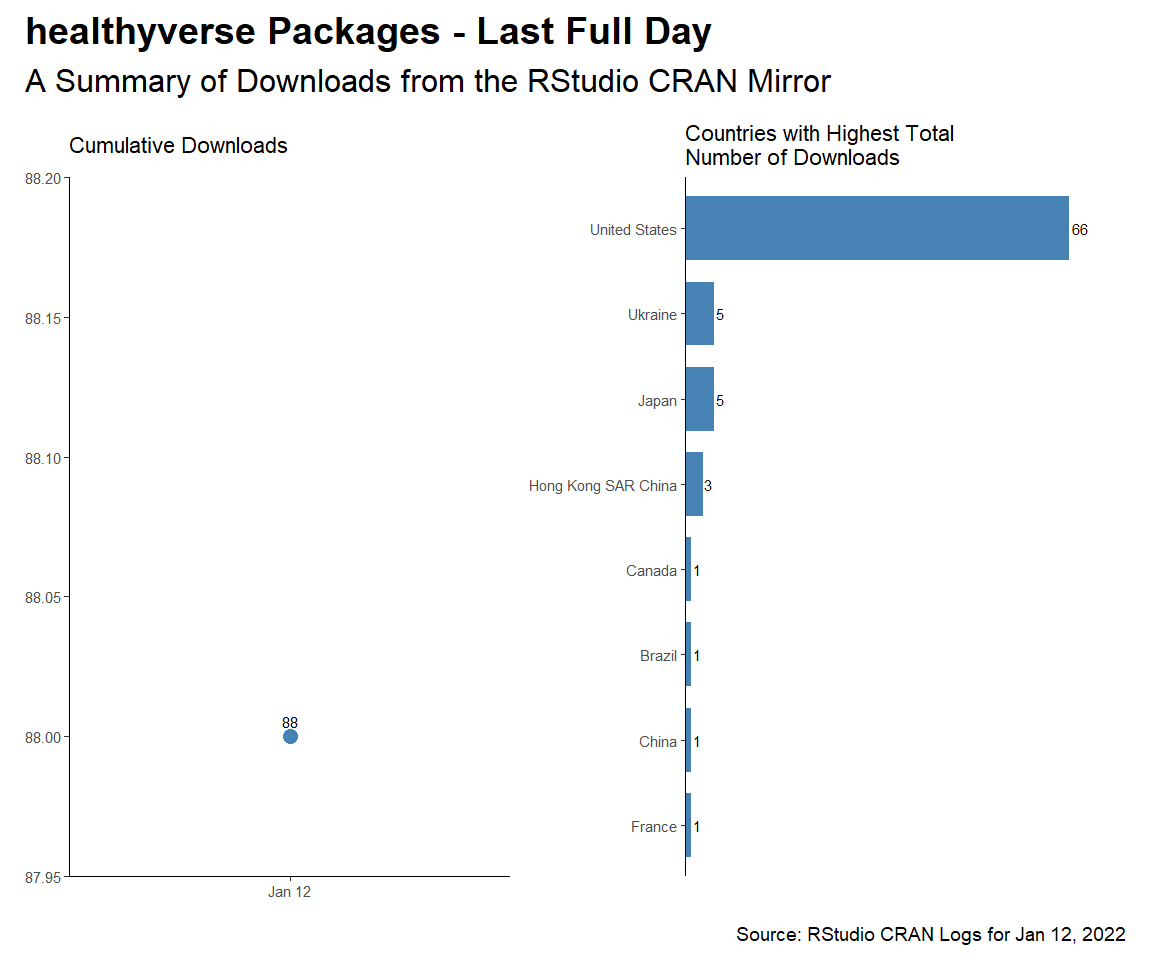 healthyverse Packages - Last Full Day
A Summary of Downloads from the RStudio CRAN Mirror
Cumulative Downloads
88.20
88.15
88.10
88.05
88.00
87.95
88
Jan 12
Countries with Highest Total
Number of Downloads
United States 66
Ukraine 5
Japan 5
Hong Kong SAR China 3
Canada 1
Brazil 1
China 1
France 1
Source: RStudio CRAN Logs for Jan 12, 2022